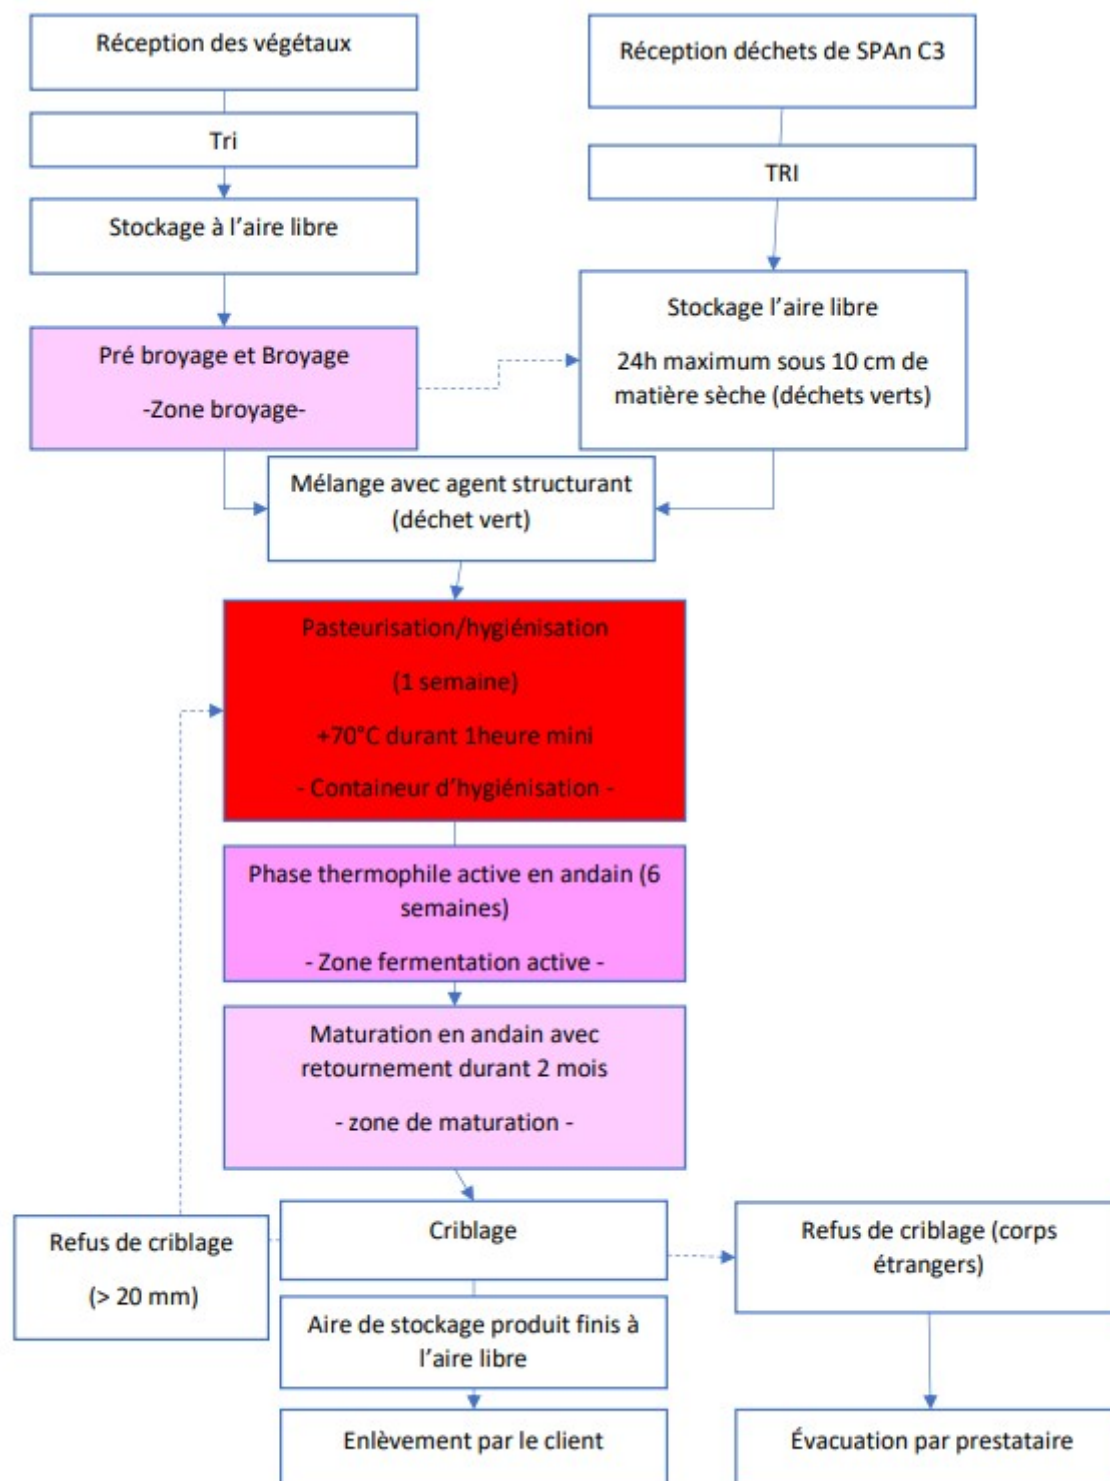 Réception des végétaux
Réception déchets de SPAn C3
Tri
TRI
Stockage à l'aire libre
Stockage l'aire libre
24h maximum sous 10 cm de
matière sèche (déchets verts)
Pré broyage et Broyage
-Zone broyage-
Mélange avec agent structurant
(déchet vert)
Pasteurisation/hygiénisation
(1 semaine)
+70°C durant 1heure mini
- Containeur d'hygiénisation -
Phase thermophile active en andain (6
semaines)
- Zone fermentation active -
Maturation en andain avec
retournement durant 2 mois
- zone de maturation -
Refus de criblage
(> 20 mm)
Criblage
Refus de criblage (corps
étrangers)
Aire de stockage produit finis à
l'aire libre
Enlèvement par le client
Évacuation par prestataire